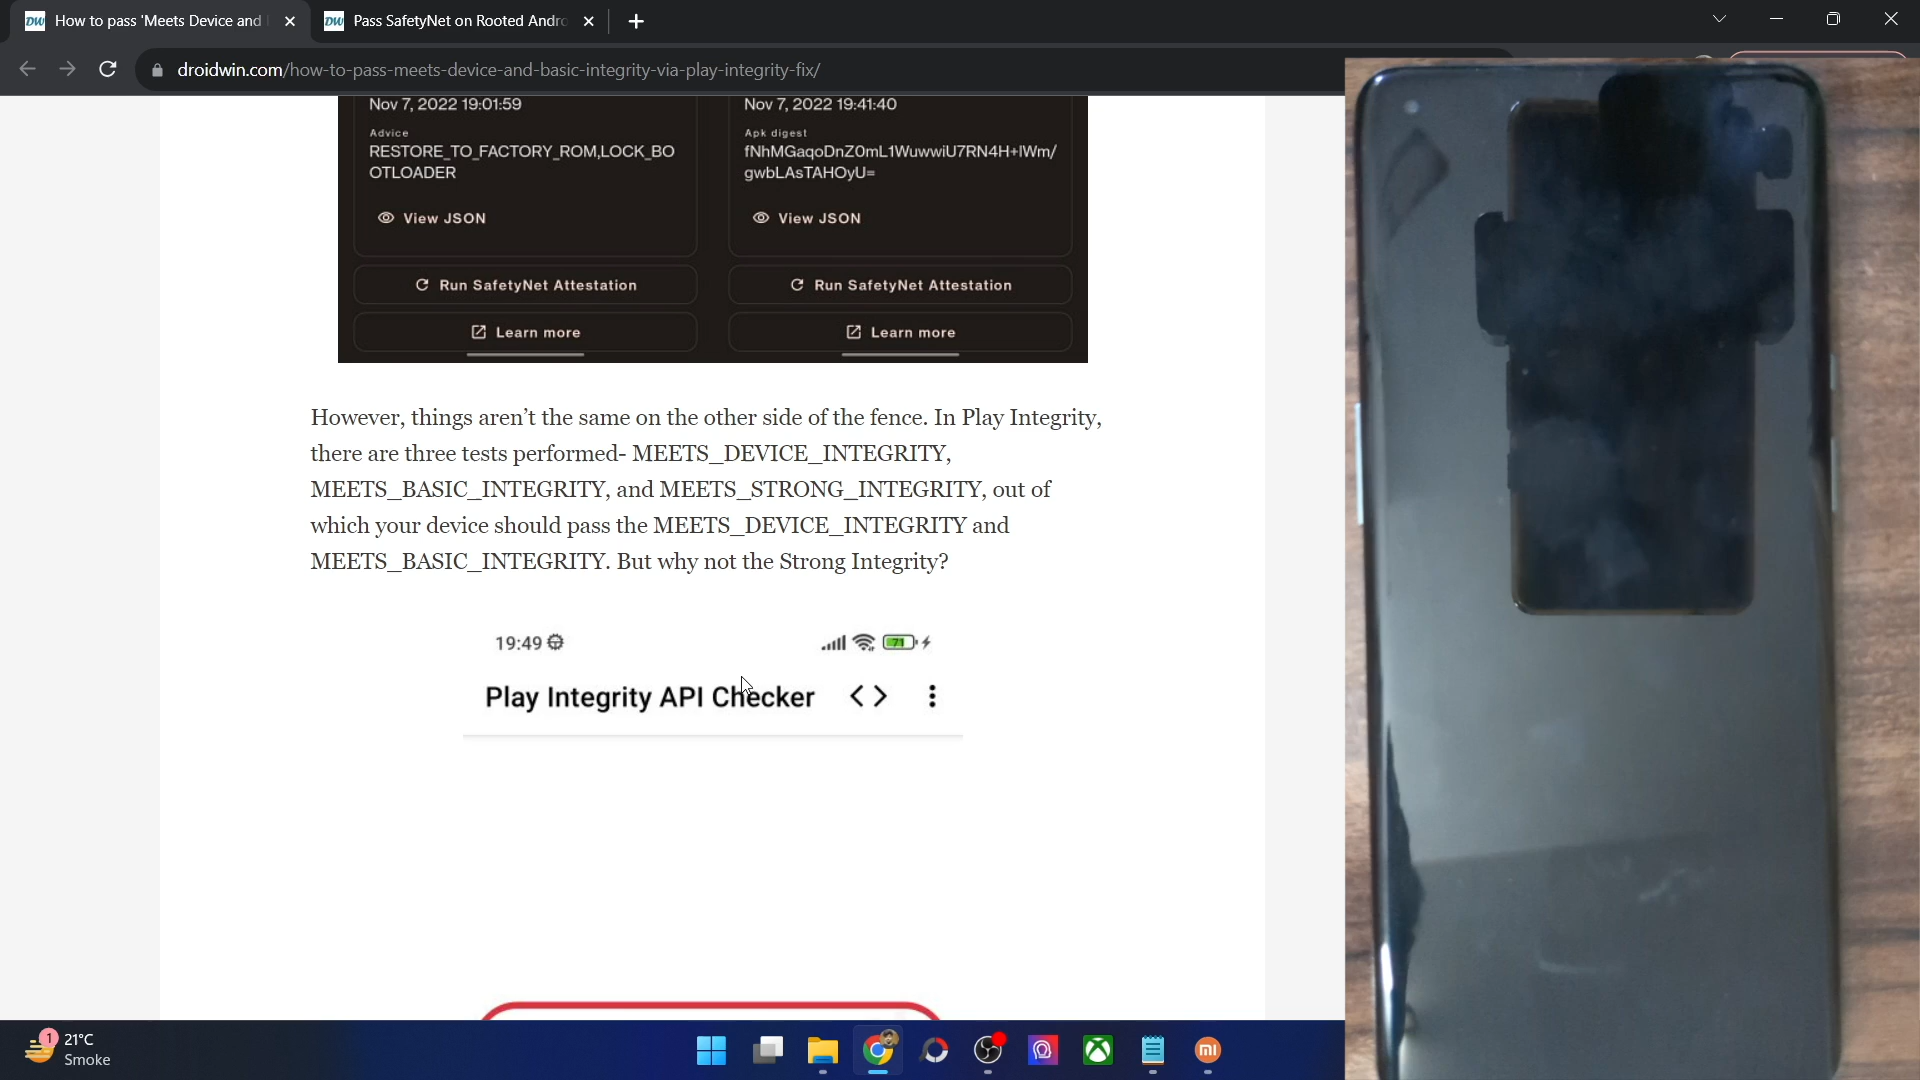 How to pass 'Meets Device and
Pass SafetyNet on Rooted Andro
droidwin.com/how-to-pass-meets-device-and-basic-integrity-via-play-integrity-fix/
Nov 7, 2022 19:01:59
Advice
RESTORE_TO_FACTORY_ROM,LOCK_BO
OTLOADER
View JSON
Run SafetyNet Attestation
Learn more
Nov 7, 2022 19:41:40
Apk digest
fNhMGaqoDnZ0mL1WuwwiU7RN4H+IWm/
gwbLAsTAHOyU=
View JSON
Run SafetyNet Attestation
Learn more
However, things aren’t the same on the other side of the fence. In Play Integrity,
there are three tests performed- MEETS_DEVICE_INTEGRITY,
MEETS_BASIC_INTEGRITY, and MEETS_STRONG_INTEGRITY, out of
which your device should pass the MEETS_DEVICE_INTEGRITY and
MEETS_BASIC_INTEGRITY. But why not the Strong Integrity?
19:49
71
Play Integrity API Checker
1
21°C
Smoke